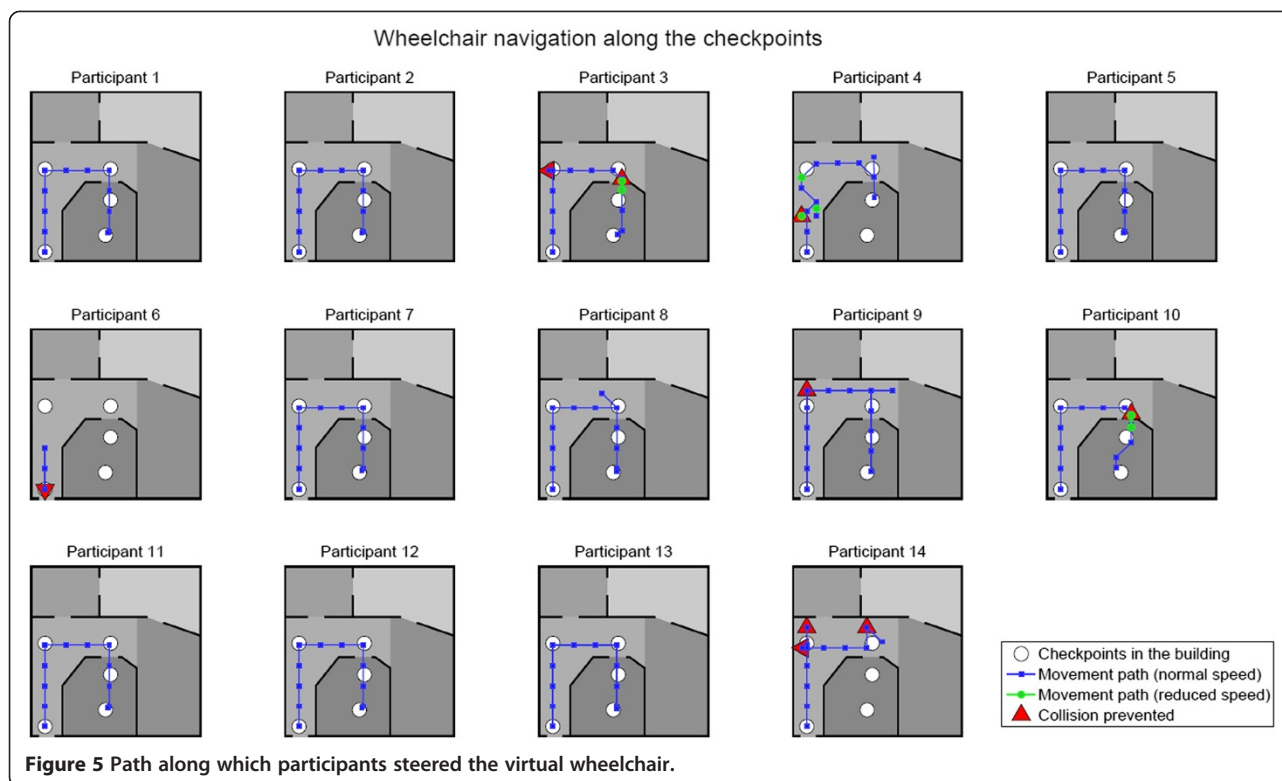 Wheelchair navigation along the checkpoints
Participant 1
Participant 2
Participant 3
Participant 4
Participant 5
Participant 6
Participant 7
Participant 8
Participant 9
Participant 10
Participant 11
Participant 12
Participant 13
Participant 14
Checkpoints in the building
Movement path (normal speed)
Movement path (reduced speed)
Collision prevented
Figure 5 Path along which participants steered the virtual wheelchair.